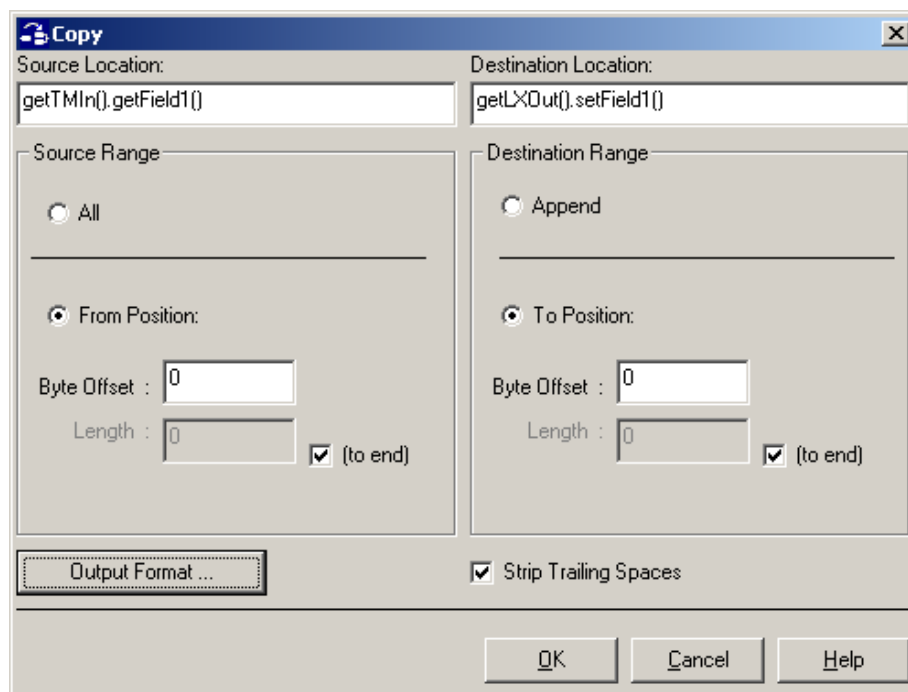 Copy
Source Location:
Destination Location:
getTMIn().getField1()
getLXOut().setField1()
Source Range
Destination Range
All
Append
From Position:
To Position:
Byte Offset : 0
Byte Offset : 0
Length : 0
(to end)
Length : 0
(to end)
Output Format ...
Strip Trailing Spaces
OK
Cancel
Help